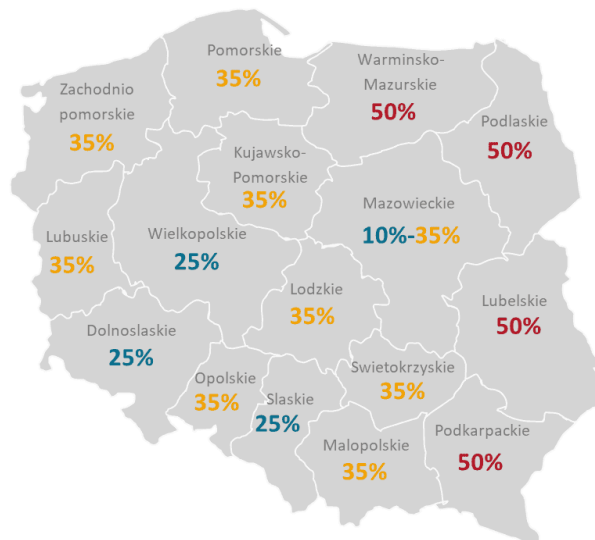 Pomorskie
35%
Warminsko-
Mazurskie
50%
Zachodnio
pomorskie
35%
Podlaskie
50%
Kujawsko-
Pomorskie
35%
Mazowieckie
10%-35%
Lubuskie
35%
Wielkopolskie
25%
Lodzkie
35%
Lubelskie
50%
Dolnoslaskie
25%
Opolskie
35%
Slaskie
25%
Swietokrzyskie
35%
Malopolskie
35%
Podkarpackie
50%